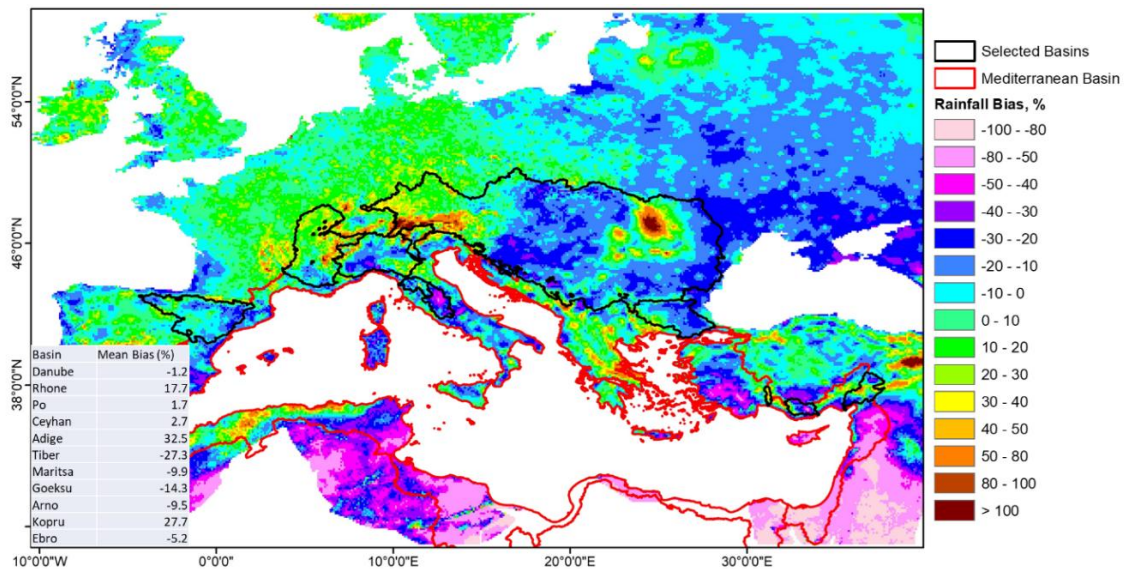 54°0'0"N
46°0'0"N
38°0'0"N
10°0'0"W
0°0'0"E
10°0'0"E
20°0'0"E
30°0'0"E
Basin Mean Bias (%)
Danube -1.2
Rhone 17.7
Po 1.7
Ceyhan 2.7
Adige 32.5
Tiber -27.3
Maritsa -9.9
Goeksu -14.3
Arno -9.5
Kopru 27.7
Ebro -5.2
Selected Basins
Mediterranean Basin
Rainfall Bias, %
-100 - -80
-80 - -50
-50 - -40
-40 - -30
-30 - -20
-20 - -10
-10 - 0
0 - 10
10 - 20
20 - 30
30 - 40
40 - 50
50 - 80
80 - 100
> 100